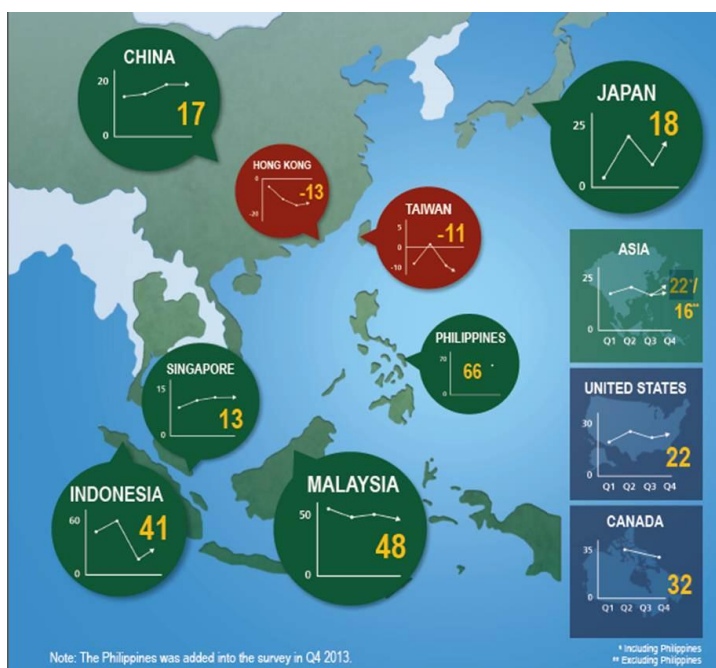 CHINA
20
0
17
HONG KONG
0
-20
-13
TAIWAN
5
0
-10
-11
JAPAN
25
0
18
ASIA
25
0
22*/
16**
Q1 Q2 Q3 Q4
PHILIPPINES
70
0
66
SINGAPORE
15
0
13
UNITED STATES
30
0
22
Q1 Q2 Q3 Q4
INDONESIA
60
0
41
MALAYSIA
50
0
48
CANADA
35
0
32
Q1 Q2 Q3 Q4
Note: The Philippines was added into the survey in Q4 2013.
* Including Philippines
** Excluding Philippines